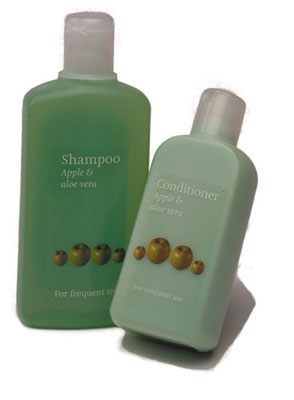 Shampoo
Apple &
aloe vera
For frequent use
Conditioner
Apple &
aloe vera
For frequent use